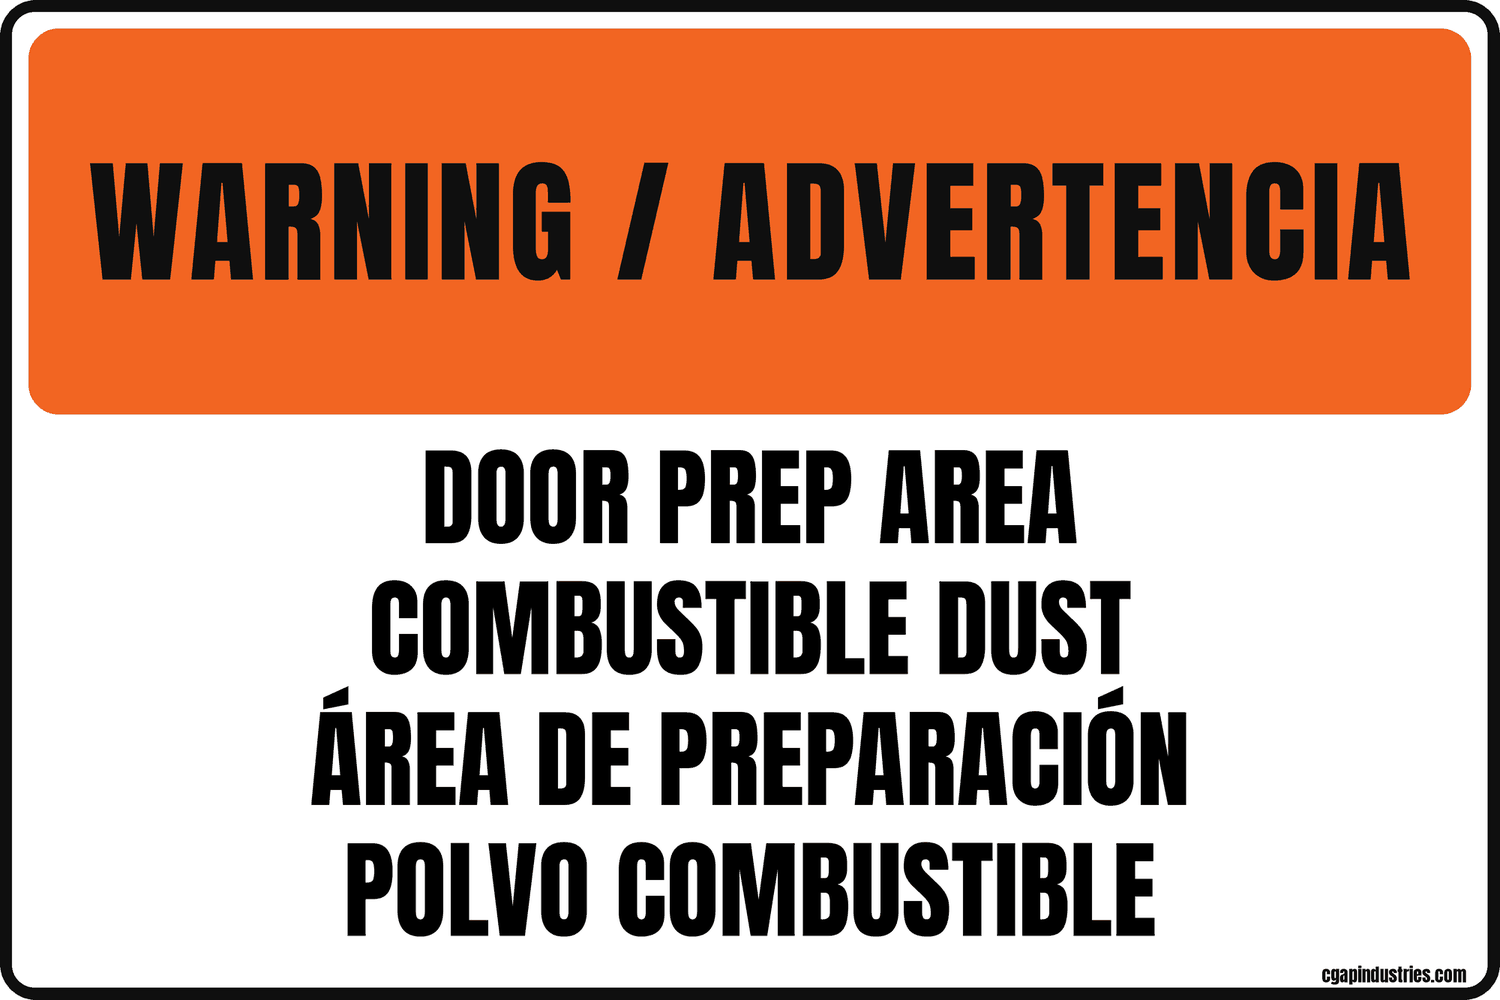 WARNING / ADVERTENCIA
DOOR PREP AREA
COMBUSTIBLE DUST
ÁREA DE PREPARACIÓN
POLVO COMBUSTIBLE
cgapindustries.com